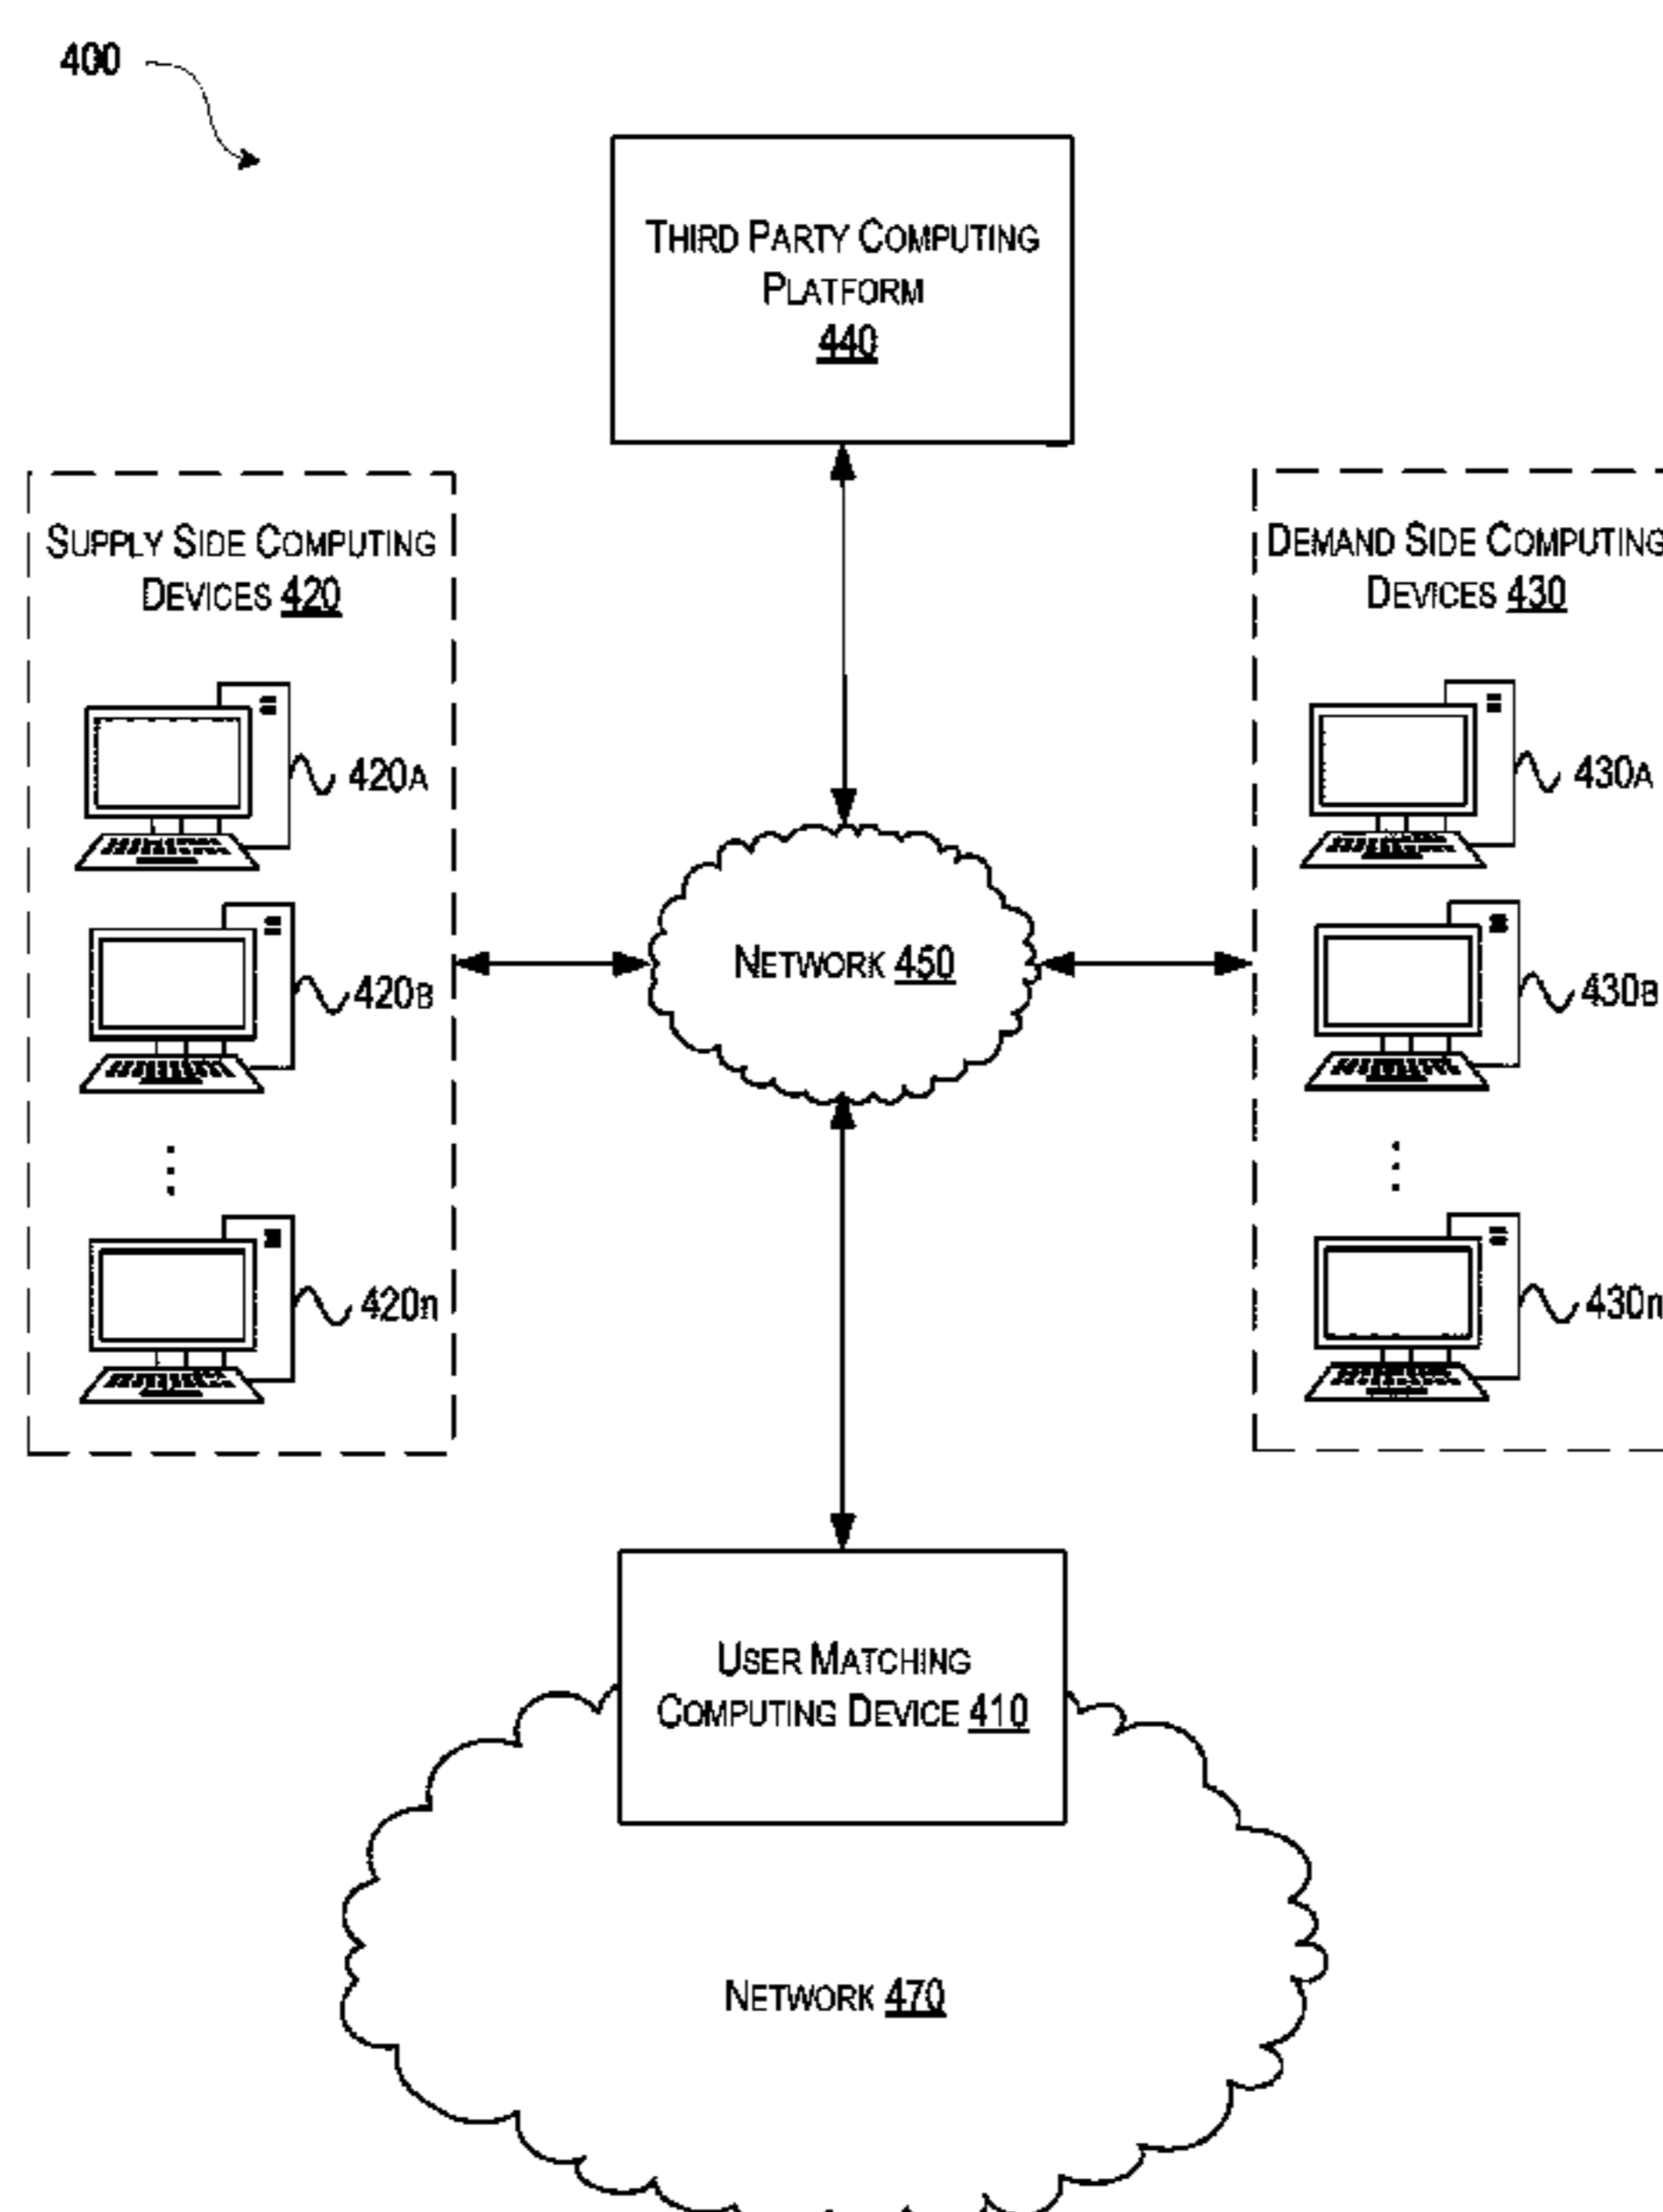 400
THIRD PARTY COMPUTING
PLATFORM
440
SUPPLY SIDE COMPUTING
DEVICES 420
420A
420B
420n
DEMAND SIDE COMPUTING
DEVICES 430
430A
430B
430n
NETWORK 450
USER MATCHING
COMPUTING DEVICE 410
NETWORK 470